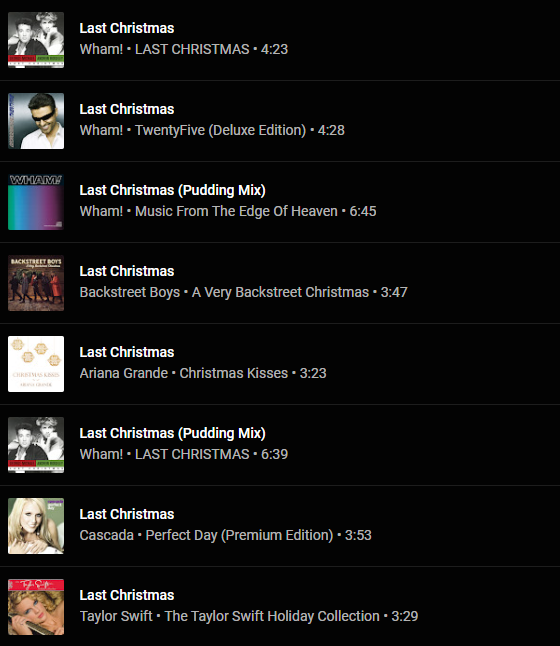 Last Christmas
Wham! • LAST CHRISTMAS • 4:23
Last Christmas
Wham! • TwentyFive (Deluxe Edition) • 4:28
WHAM!
Last Christmas (Pudding Mix)
Wham! • Music From The Edge Of Heaven • 6:45
BACKSTREET BOYS
Last Christmas
Backstreet Boys • A Very Backstreet Christmas • 3:47
CHRISTMAS KISSES
ARIANA GRANDE
Last Christmas
Ariana Grande • Christmas Kisses • 3:23
Last Christmas (Pudding Mix)
Wham! • LAST CHRISTMAS • 6:39
Last Christmas
Cascada • Perfect Day (Premium Edition) • 3:53
Taylor Swift
Last Christmas
Taylor Swift • The Taylor Swift Holiday Collection • 3:29